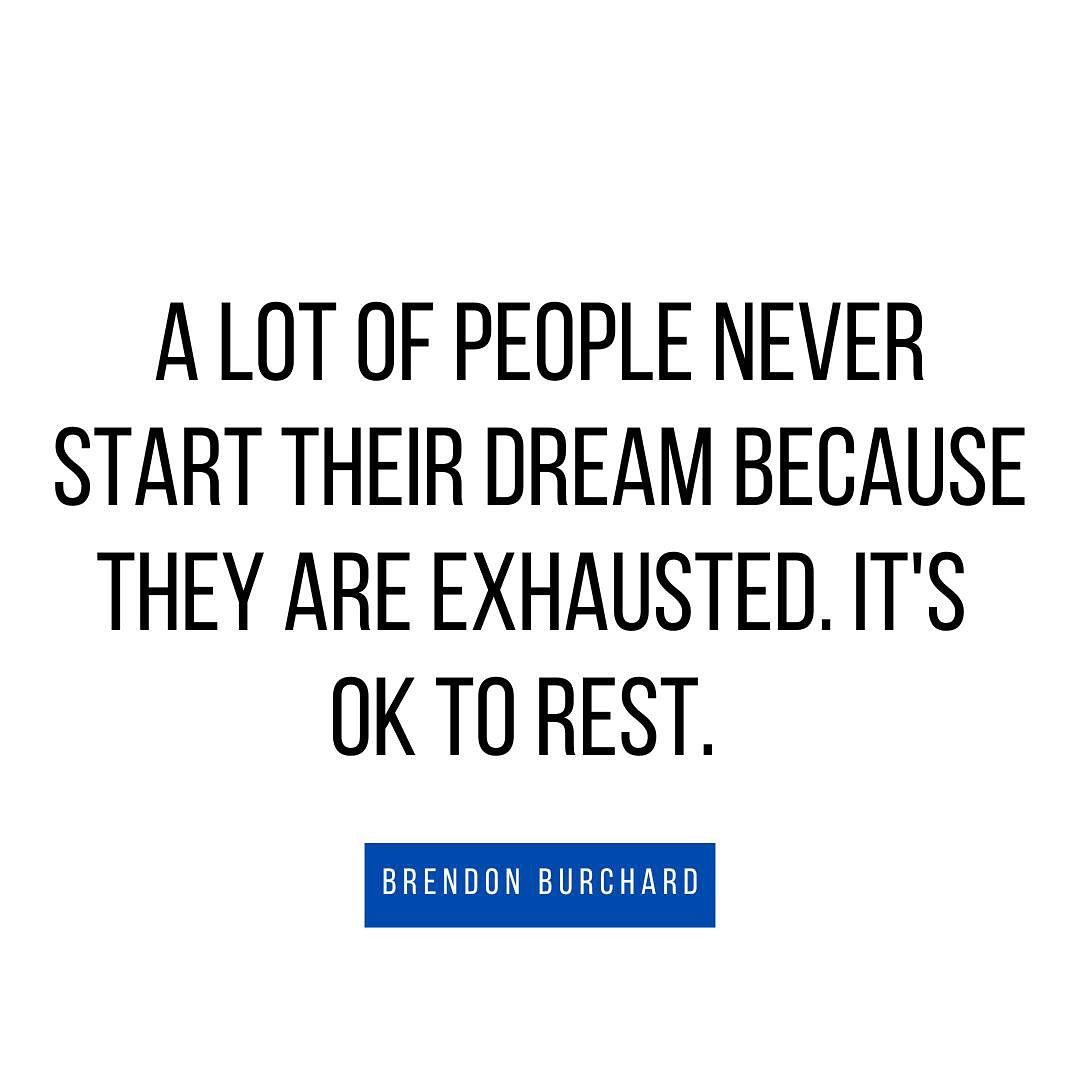 A LOT OF PEOPLE NEVER
START THEIR DREAM BECAUSE
THEY ARE EXHAUSTED. IT'S
OK TO REST.
BRENDON BURCHARD